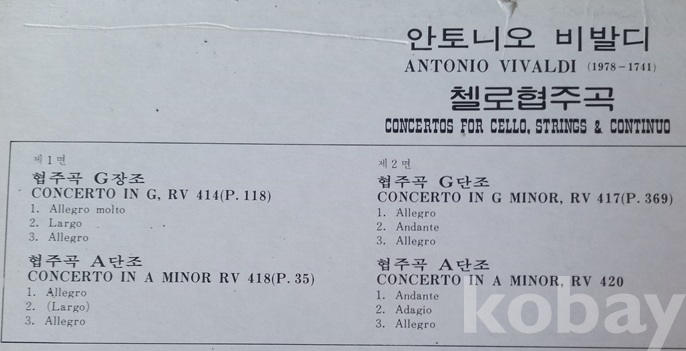 안토니오 비발디
ANTONIO VIVALDI (1978-1741)
첼로협주곡
CONCERTOS FOR CELLO, STRINGS & CONTINUO
제1면
협주곡 G장조
CONCERTO IN G, RV 414(P. 118)
1. Allegro molto
2. Largo
3. Allegro
협주곡 A단조
CONCERTO IN A MINOR RV 418(P. 35)
1. Allegro
2. (Largo)
3. Allegro
제2면
협주곡 G단조
CONCERTO IN G MINOR, RV 417(P. 369)
1. Allegro
2. Andante
3. Allegro
협주곡 A단조
CONCERTO IN A MINOR, RV 420
1. Andante
2. Adagio
3. Allegro
kobay